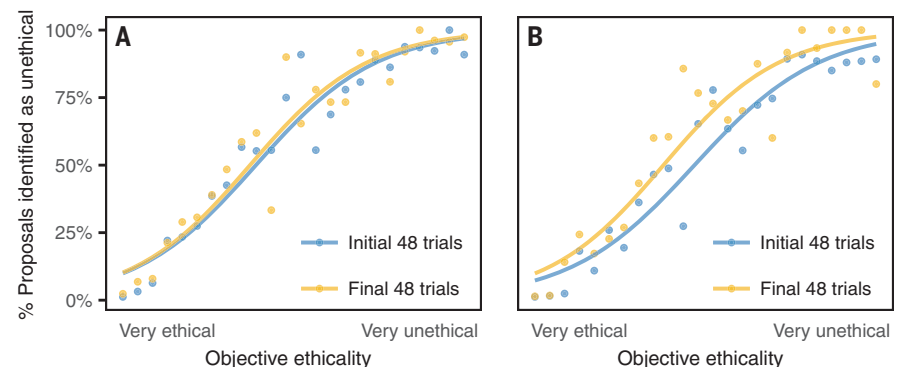 % Proposals identified as unethical
100%
75%
50%
25%
0%
A
Initial 48 trials
Final 48 trials
Very ethical
Very unethical
Objective ethicality
B
Initial 48 trials
Final 48 trials
Very ethical
Very unethical
Objective ethicality